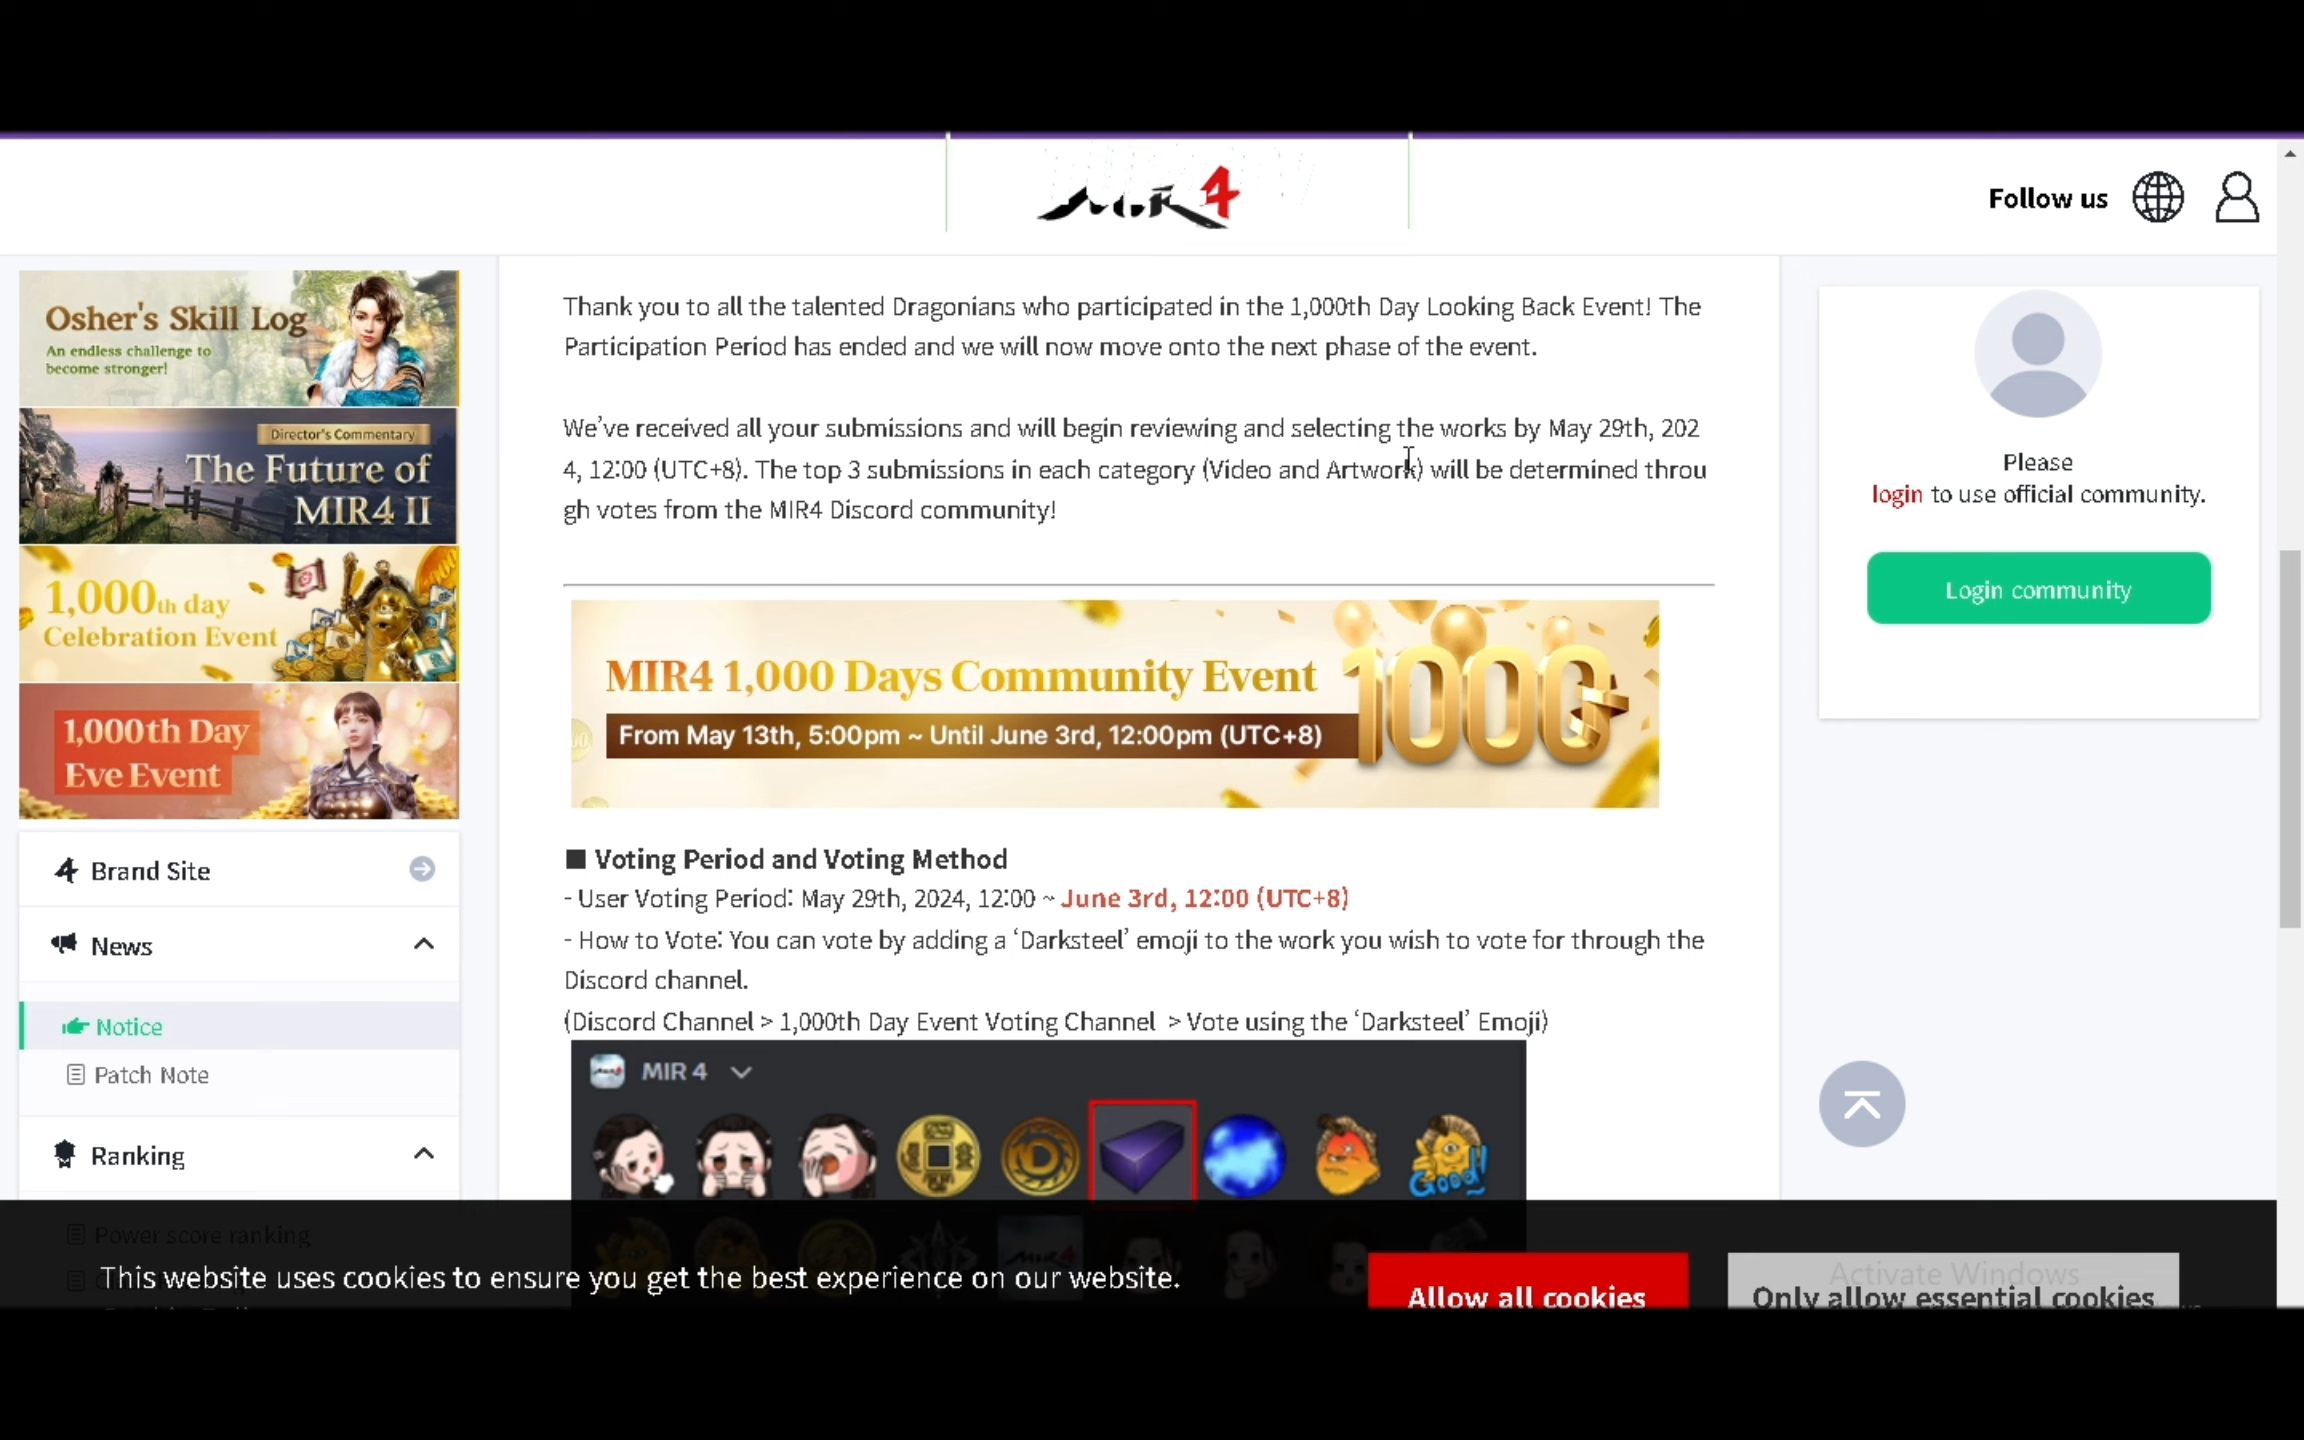 MIR4
Follow us
Osher's Skill Log
An endless challenge to
become stronger!
Director's Commentary
The Future of
MIR4 II
1,000th day
Celebration Event
1,000th Day
Eve Event
Brand Site
News
Notice
Patch Note
Ranking
Power score ranking
Thank you to all the talented Dragonians who participated in the 1,000th Day Looking Back Event! The
Participation Period has ended and we will now move onto the next phase of the event.
We've received all your submissions and will begin reviewing and selecting the works by May 29th, 202
4, 12:00 (UTC+8). The top 3 submissions in each category (Video and Artwork) will be determined throu
gh votes from the MIR4 Discord community!
MIR4 1,000 Days Community Event
From May 13th, 5:00pm ~ Until June 3rd, 12:00pm (UTC+8)
1000
■ Voting Period and Voting Method
- User Voting Period: May 29th, 2024, 12:00 ~ June 3rd, 12:00 (UTC+8)
- How to Vote: You can vote by adding a ‘Darksteel’ emoji to the work you wish to vote for through the
Discord channel.
(Discord Channel > 1,000th Day Event Voting Channel > Vote using the ‘Darksteel’ Emoji)
MIR 4
Good!
Please
login to use official community.
Login community
This website uses cookies to ensure you get the best experience on our website.
Allow all cookies
Activate Windows
Only allow essential cookies